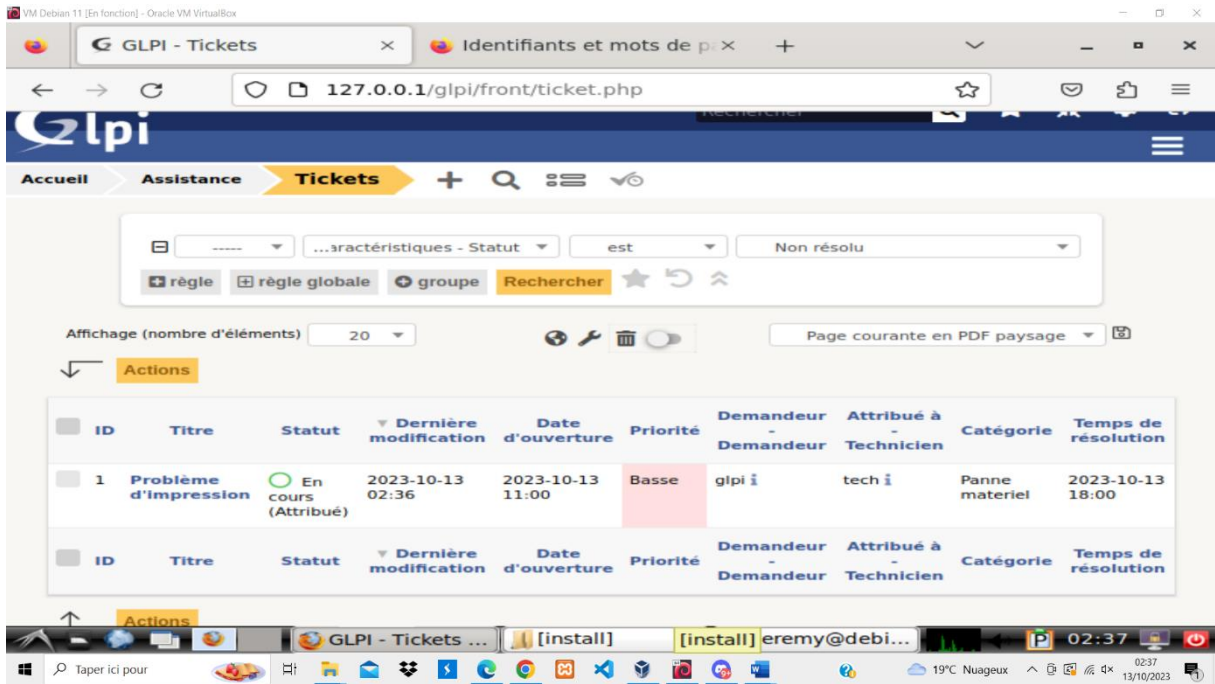 VM Debian 11 [En fonction] - Oracle VM VirtualBox
GLPI - Tickets
Identifiants et mots de p
127.0.0.1/glpi/front/ticket.php
Glpi
Rechercher
Accueil Assistance Tickets
----- ...aractéristiques - Statut est Non résolu
règle règle globale groupe Rechercher
Affichage (nombre d'éléments) 20 Page courante en PDF paysage
Actions
ID Titre Statut Dernière modification Date d'ouverture Priorité Demandeur - Demandeur Attribué à - Technicien Catégorie Temps de résolution
1 Problème d'impression En cours (Attribué) 2023-10-13 02:36 2023-10-13 11:00 Basse glpi i tech i Panne materiel 2023-10-13 18:00
ID Titre Statut Dernière modification Date d'ouverture Priorité Demandeur - Demandeur Attribué à - Technicien Catégorie Temps de résolution
Actions
GLPI - Tickets ... [install] [install] eremy@debi... P 02:37
Taper ici pour 19°C Nuageux 02:37
13/10/2023